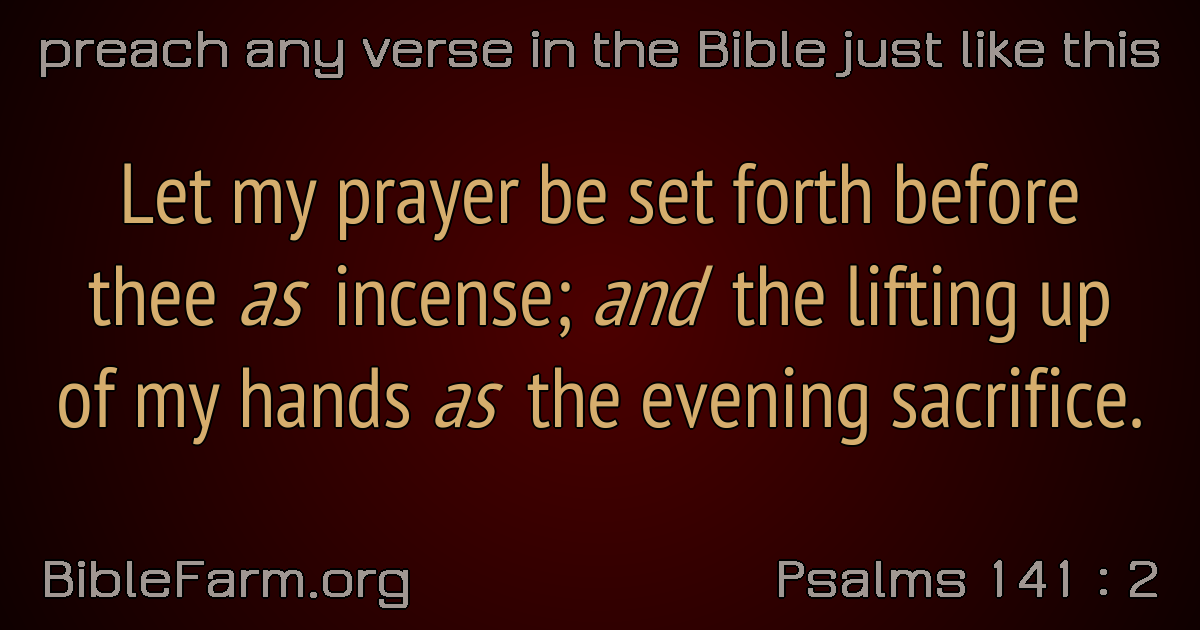 preach any verse in the Bible just like this
Let my prayer be set forth before
thee as incense; and the lifting up
of my hands as the evening sacrifice.
BibleFarm.org
Psalms 141 : 2